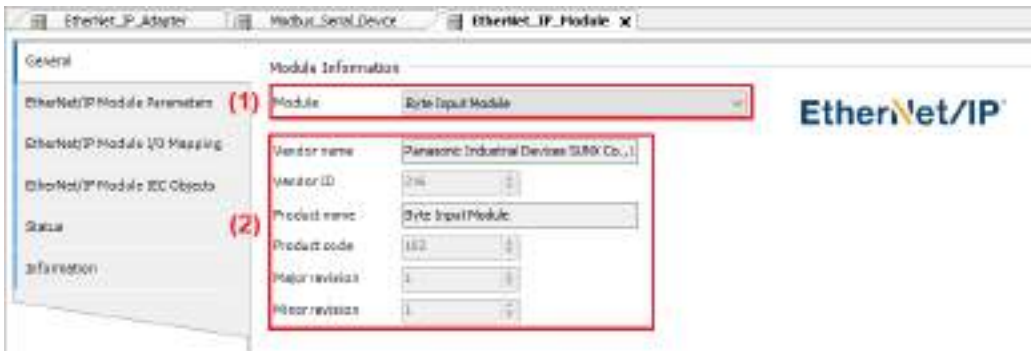 EtherNet_IP_Adapter Modbus_Serial_Device EtherNet_IP_Module x
General
EtherNet/IP Module Parameters
EtherNet/IP Module I/O Mapping
EtherNet/IP Module IEC Objects
Status
Information
Module Information
(1) Module Byte Input Module
EtherNet/IP
(2)
Vendor name Panasonic Industrial Devices SUNX Co.,
Vendor ID
Product name Byte Input Module
Product code
Major revision 1
Minor revision 1